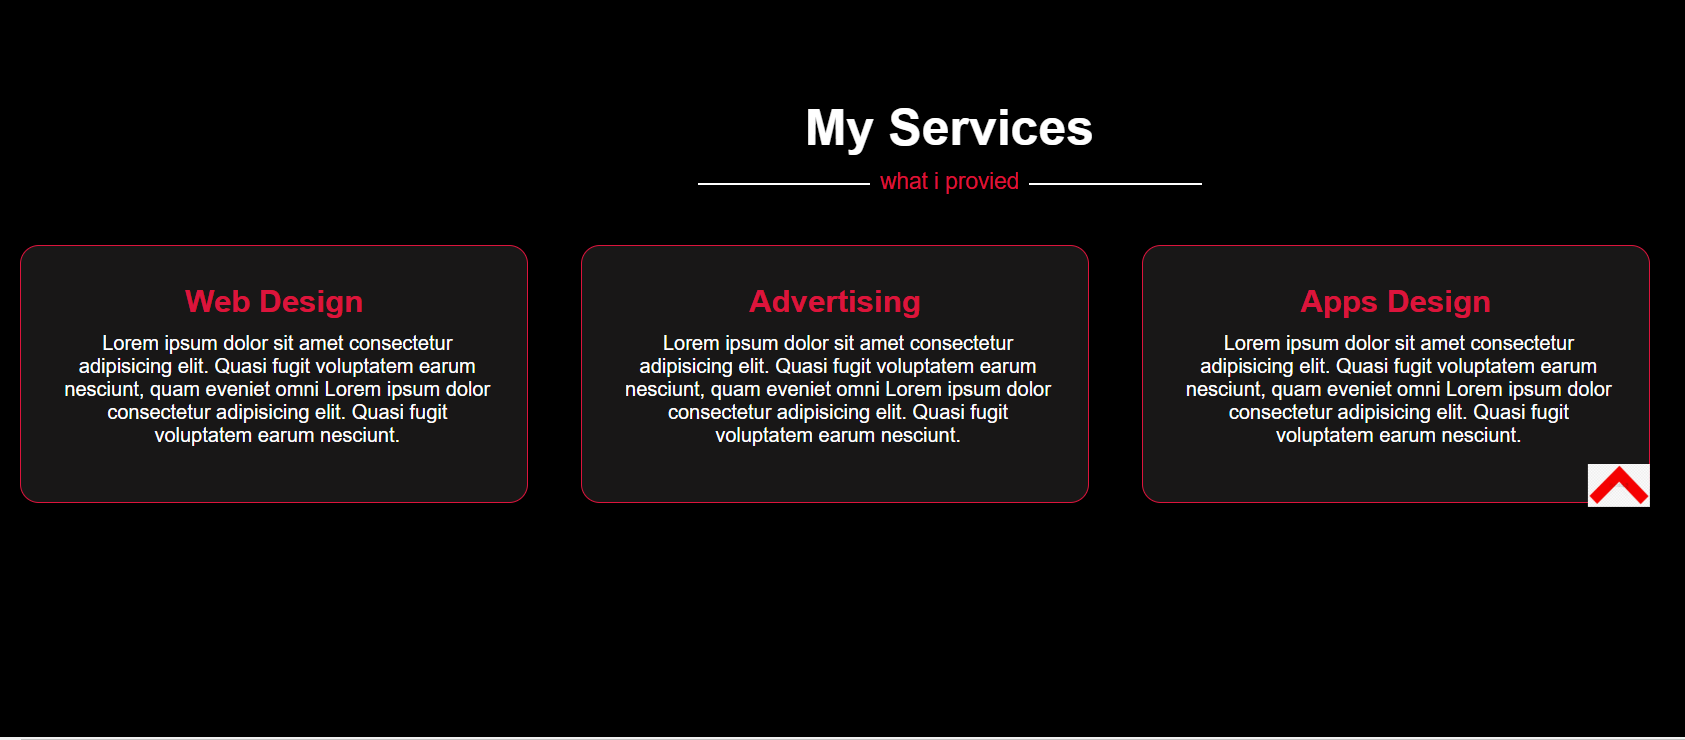 My Services
what i provied
Web Design
Lorem ipsum dolor sit amet consectetur
adipisicing elit. Quasi fugit voluptatem earum
nesciunt, quam eveniet omni Lorem ipsum dolor
consectetur adipisicing elit. Quasi fugit
voluptatem earum nesciunt.
Advertising
Lorem ipsum dolor sit amet consectetur
adipisicing elit. Quasi fugit voluptatem earum
nesciunt, quam eveniet omni Lorem ipsum dolor
consectetur adipisicing elit. Quasi fugit
voluptatem earum nesciunt.
Apps Design
Lorem ipsum dolor sit amet consectetur
adipisicing elit. Quasi fugit voluptatem earum
nesciunt, quam eveniet omni Lorem ipsum dolor
consectetur adipisicing elit. Quasi fugit
voluptatem earum nesciunt.